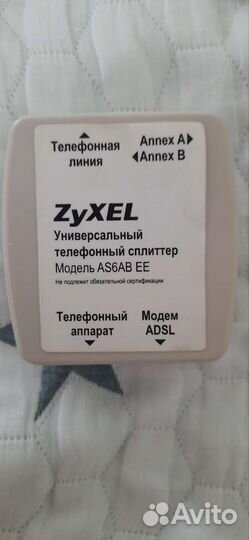 Телефонная
линия
Annex A
Annex B
ZyXEL
Универсальный
телефонный сплиттер
Модель AS6AB EE
Не подлежит обязательной сертификации
Телефонный
аппарат
Модем
ADSL
Avito